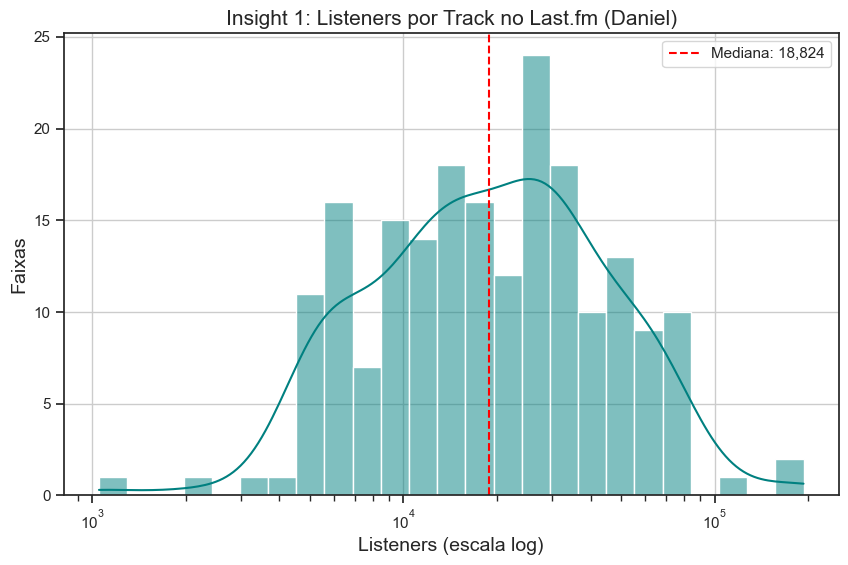 Insight 1: Listeners por Track no Last.fm (Daniel)
Mediana: 18,824
Faixas
25
20
15
10
5
0
10³
10⁴
10⁵
Listeners (escala log)